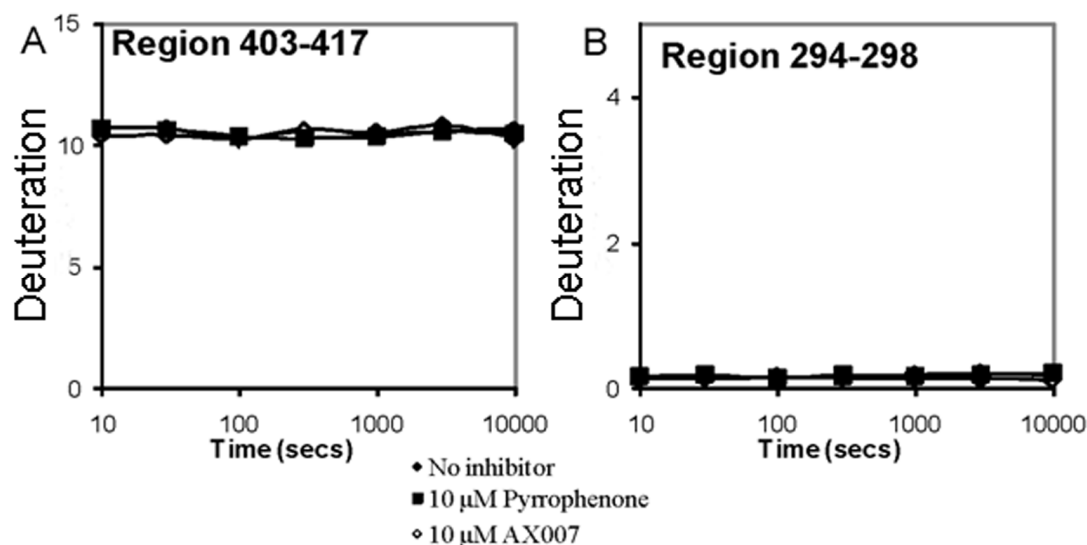 A
Region 403-417
15
10
5
0
Deuteration
10 100 1000 10000
Time (secs)
B
Region 294-298
4
2
0
Deuteration
10 100 1000 10000
Time (secs)
No inhibitor
10 µM Pyrrophenone
10 µM AX007